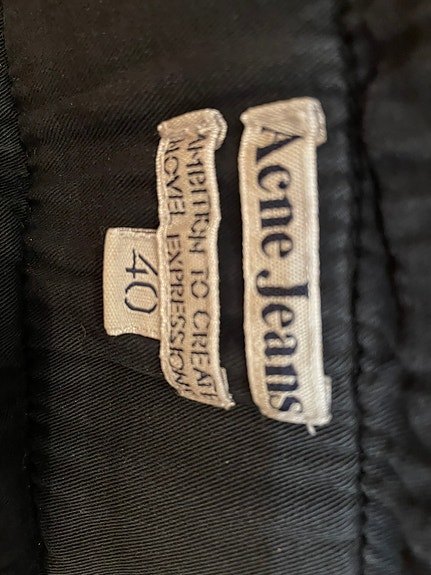 Acne Jeans
AMBITION TO CREATE
NOVEL EXPRESSIONS
40